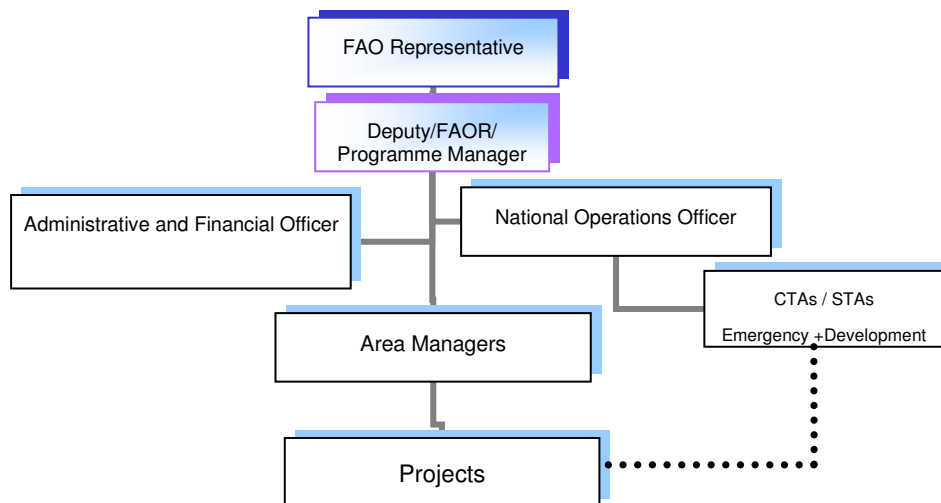 FAO Representative
Deputy/FAOR/
Programme Manager
Administrative and Financial Officer
National Operations Officer
CTAs / STAs
Emergency +Development
Area Managers
Projects